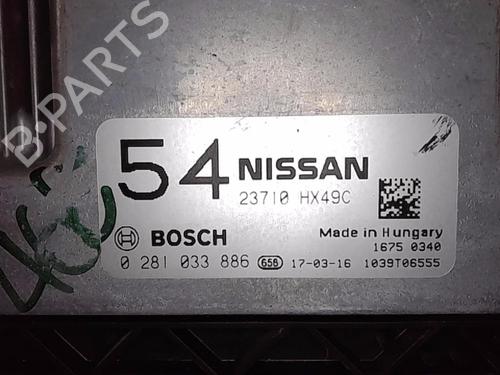 B-PARTS
54 NISSAN
23710 HX49C
BOSCH
Made in Hungary
1675 0340
0 281 033 886 658 17-03-16 1039T06555